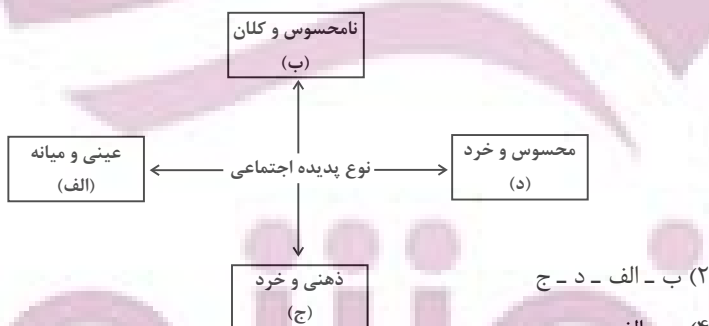 نامحسوس و کلان
(ب)
عینی و میانه
(الف)
نوع پدیده اجتماعی
محسوس و خرد
(د)
ذهنی و خرد
(ج)
۲) ب ـ الف ـ د ـ ج